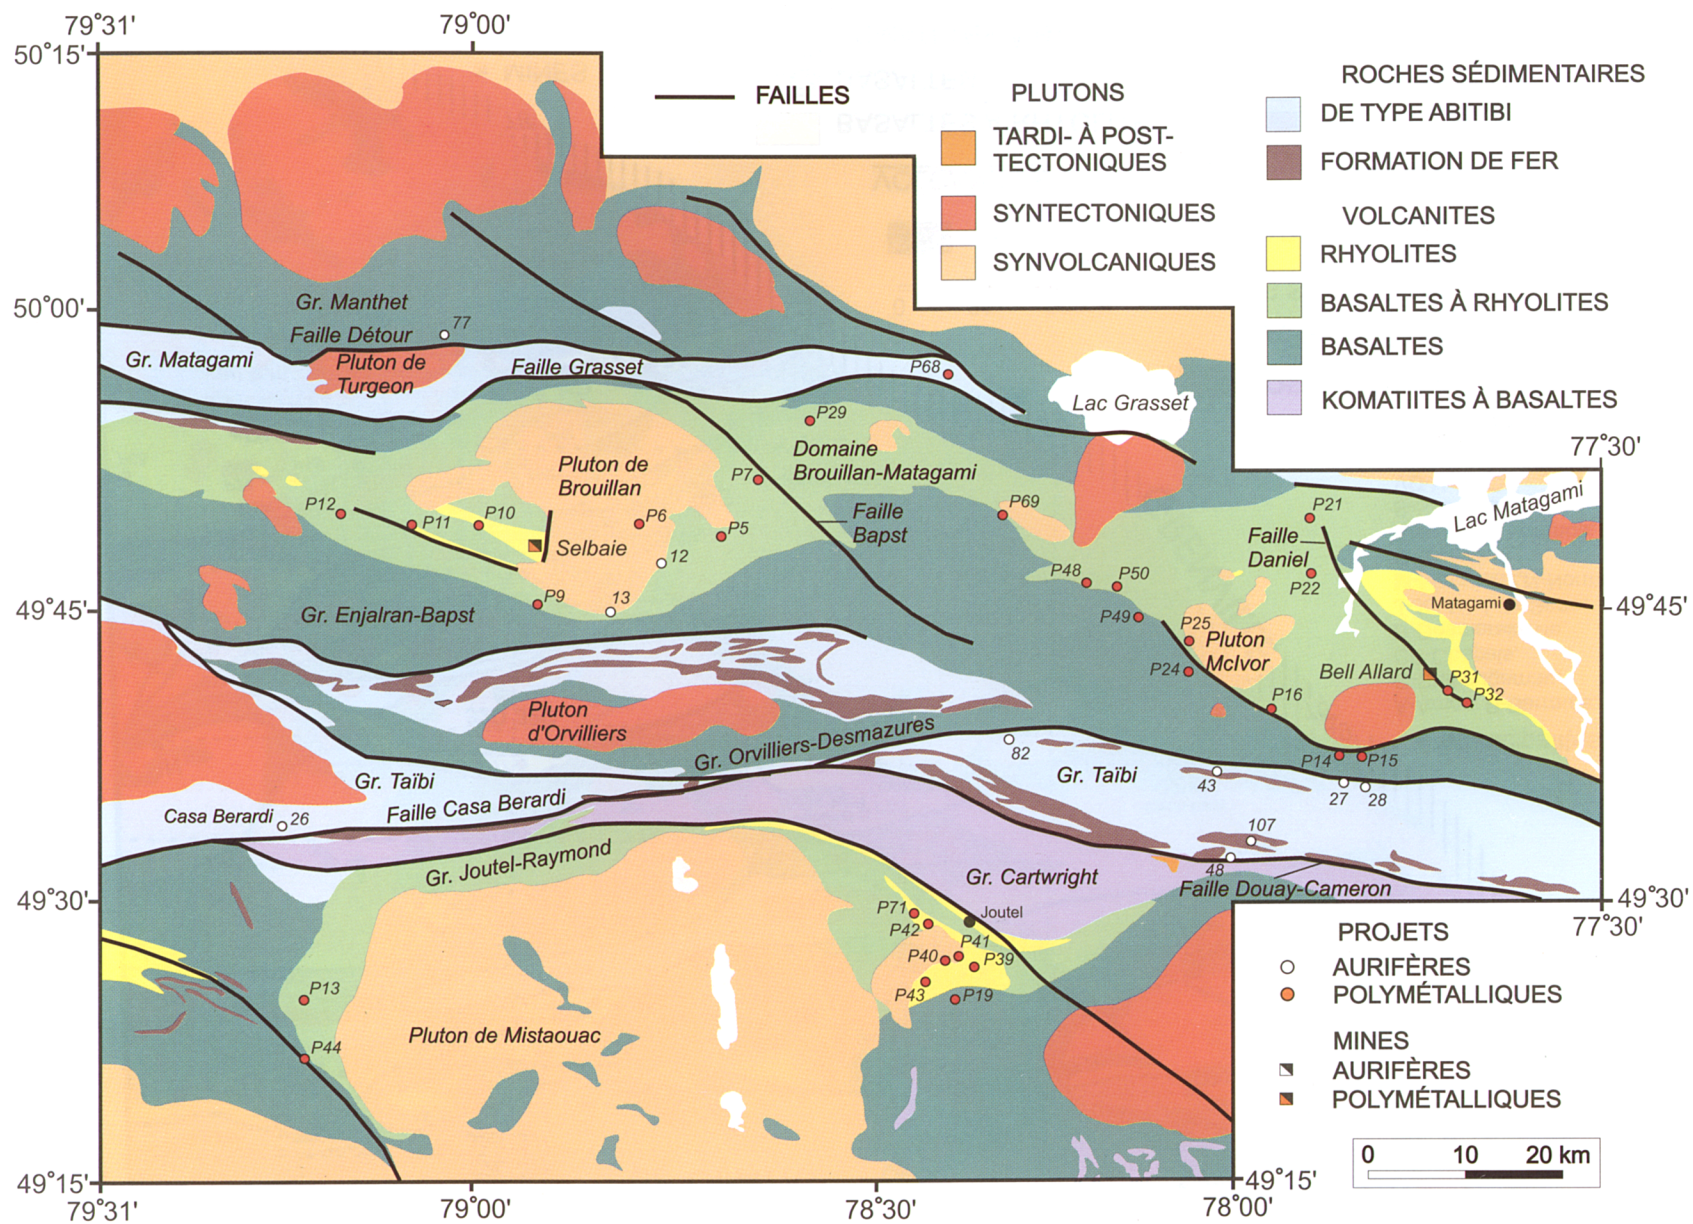 79°31'
79°00'
50°15'
FAILLES
PLUTONS
TARDI- À POST-
TECTONIQUES
SYNTECTONIQUES
SYNVOLCANIQUES
ROCHES SÉDIMENTAIRES
DE TYPE ABITIBI
FORMATION DE FER
VOLCANITES
RHYOLITES
BASALTES À RHYOLITES
BASALTES
KOMATIITES À BASALTES
77°30'
50°00'
Gr. Manthet
Faille Détour
77
Gr. Matagami
Pluton de
Turgeon
Faille Grasset
P68
Lac Grasset
P29
Domaine
Brouillan-Matagami
Pluton de
Brouillan
P7
P12
P11
P10
P6
P5
Selbaie
12
Faille
Bapst
P69
P21
Lac Matagami
Faille
Daniel
P22
P48
P50
P49
Matagami
P9
13
49°45'
49°45'
Gr. Enjalran-Bapst
P25
Pluton
McIvor
P24
P16
Bell Allard
P31
P32
Pluton
d'Orvilliers
Gr. Orvilliers-Desmazures
82
Gr. Taïbi
43
P14
P15
27
28
Gr. Taïbi
Casa Berardi
26
Faille Casa Berardi
107
48
Gr. Joutel-Raymond
Gr. Cartwright
Faille Douay-Cameron
49°30'
49°30'
77°30'
P71
P42
Joutel
P41
P40
P39
P43
P19
P13
P44
Pluton de Mistaouac
PROJETS
AURIFÈRES
POLYMÉTALLIQUES
MINES
AURIFÈRES
POLYMÉTALLIQUES
0
10
20 km
49°15'
49°15'
79°31'
79°00'
78°30'
78°00'